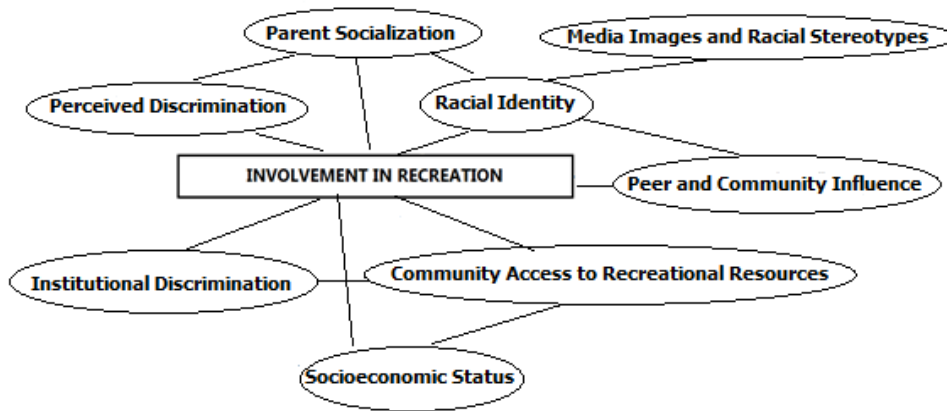 Parent Socialization
Media Images and Racial Stereotypes
Perceived Discrimination
Racial Identity
INVOLVEMENT IN RECREATION
Peer and Community Influence
Institutional Discrimination
Community Access to Recreational Resources
Socioeconomic Status